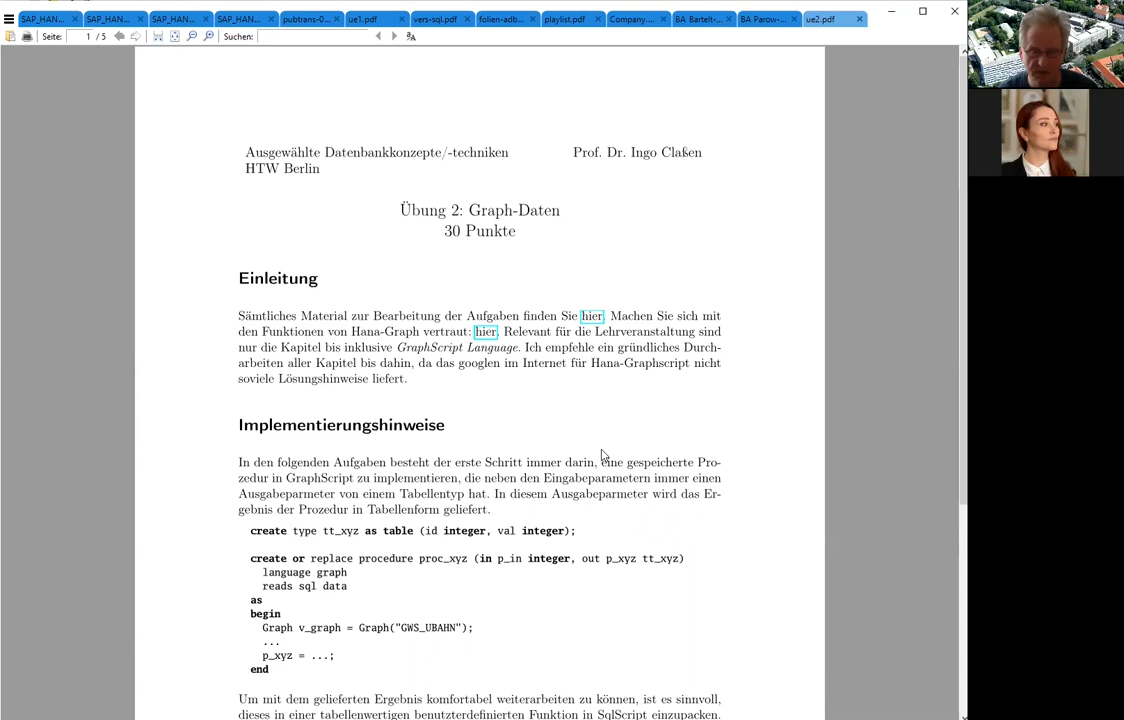 SAP_HAN...
SAP_HAN...
SAP_HAN...
SAP_HAN...
pubtrans-0...
ue1.pdf
vers-sql.pdf
folien-adb...
playlist.pdf
Company....
BA Bartelt-...
BA Parow-...
ue2.pdf
Seite: 1 / 5 Suchen:
Ausgewählte Datenbankkonzepte/-techniken Prof. Dr. Ingo Claßen
HTW Berlin
Übung 2: Graph-Daten
30 Punkte
Einleitung
Sämtliches Material zur Bearbeitung der Aufgaben finden Sie hier. Machen Sie sich mit
den Funktionen von Hana-Graph vertraut: hier. Relevant für die Lehrveranstaltung sind
nur die Kapitel bis inklusive GraphScript Language. Ich empfehle ein gründliches Durch-
arbeiten aller Kapitel bis dahin, da das googlen im Internet für Hana-Graphscript nicht
soviele Lösungshinweise liefert.
Implementierungshinweise
In den folgenden Aufgaben besteht der erste Schritt immer darin, eine gespeicherte Pro-
zedur in GraphScript zu implementieren, die neben den Eingabeparametern immer einen
Ausgabeparmeter von einem Tabellentyp hat. In diesem Ausgabeparmeter wird das Er-
gebnis der Prozedur in Tabellenform geliefert.
create type tt_xyz as table (id integer, val integer);
create or replace procedure proc_xyz (in p_in integer, out p_xyz tt_xyz)
language graph
reads sql data
as
begin
Graph v_graph = Graph("GWS_UBAHN");
...
p_xyz = ...;
end
Um mit dem gelieferten Ergebnis komfortabel weiterarbeiten zu können, ist es sinnvoll,
dieses in einer tabellenwertigen benutzterdefinierten Funktion in SqlScript einzupacken.